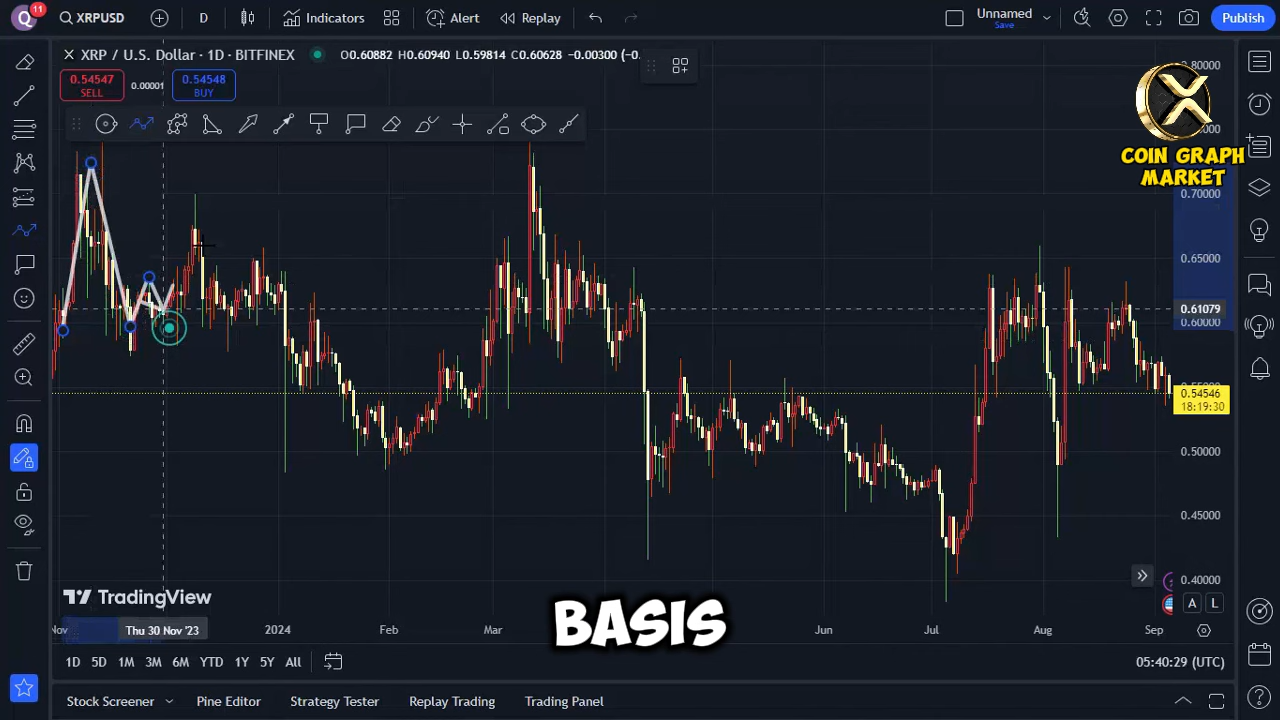 Q 11 XRPUSD D Indicators Alert Replay Unnamed Save Publish
XRP / U.S. Dollar · 1D · BITFINEX O0.60882 H0.60940 L0.59814 C0.60628 −0.00300 (−0.
0.54547 SELL 0.00001 0.54548 BUY
COIN GRAPH
MARKET
0.70000
0.65000
0.61079
0.60000
0.54546
18:19:30
0.50000
0.45000
0.40000
TradingView
BASIS
Nov Thu 30 Nov '23 2024 Feb Mar Jun Jul Aug Sep
A L
1D 5D 1M 3M 6M YTD 1Y 5Y All 05:40:29 (UTC)
Stock Screener Pine Editor Strategy Tester Replay Trading Trading Panel